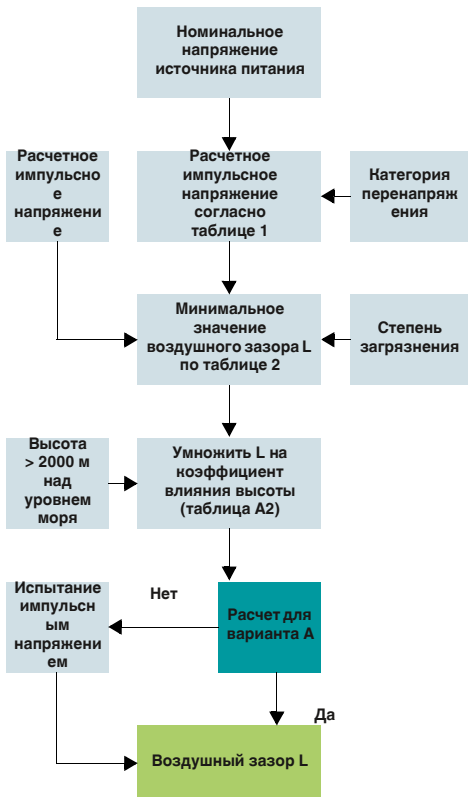 Номинальное
напряжение
источника питания
Расчетное
импульсно
е
напряжени
е
Расчетное
импульсное
напряжение
согласно
таблице 1
Категория
перенапряж
ения
Минимальное
значение
воздушного зазора L
по таблице 2
Степень
загрязнения
Высота
> 2000 м
над
уровнем
моря
Умножить L на
коэффициент
влияния высоты
(таблица А2)
Испытание
импульсн
ым
напряжени
ем
Нет
Расчет для
варианта А
Да
Воздушный зазор L